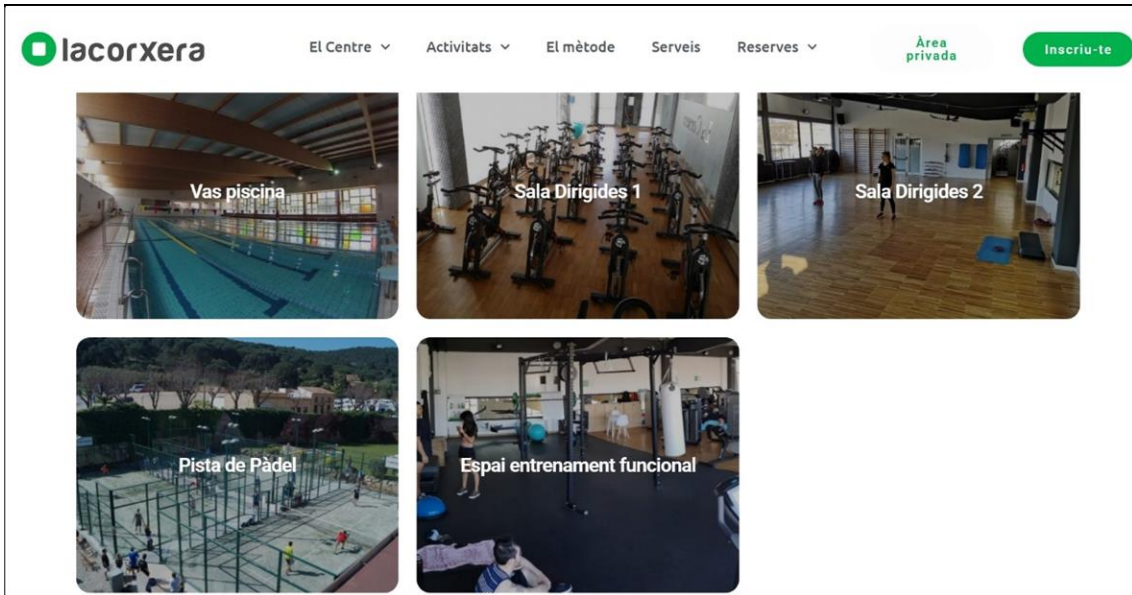 lacorxera
El Centre
Activitats
El mètode
Serveis
Reserves
Àrea
privada
Inscriu-te
Vas piscina
Sala Dirigides 1
Sala Dirigides 2
Pista de Pàdel
Espai entrenament funcional